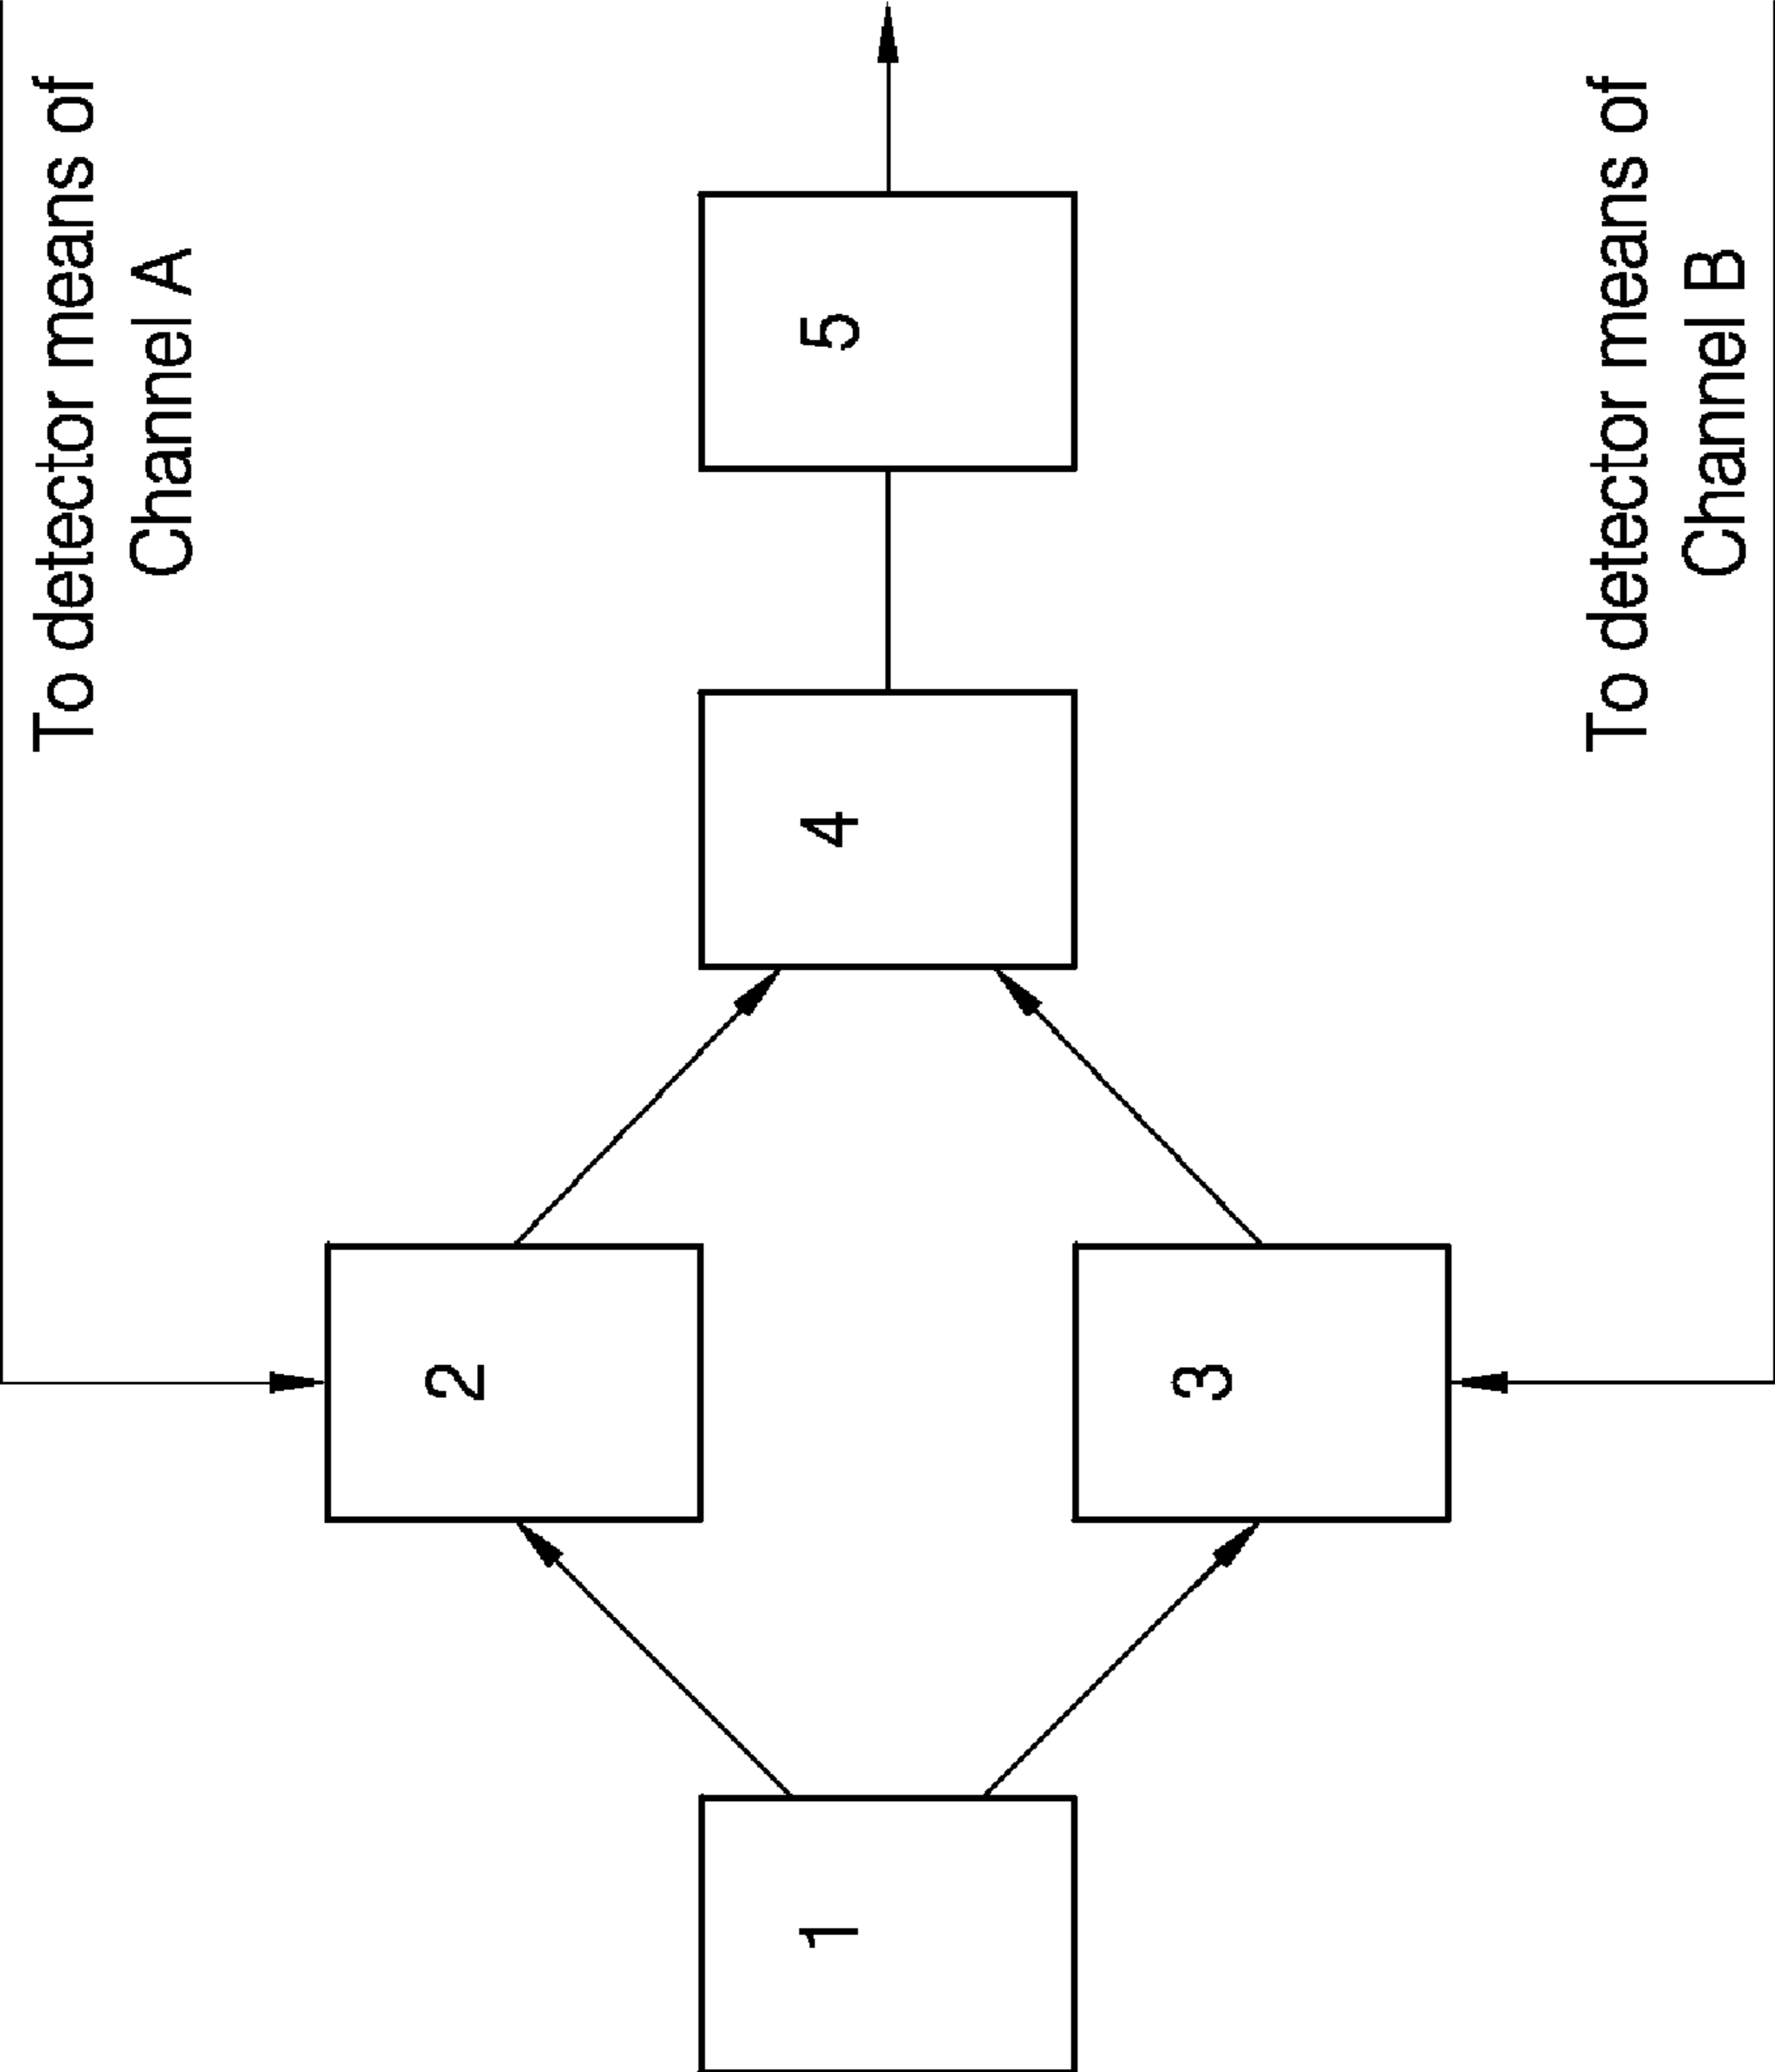 To detector means of
Channel A
2
1
4
5
3
To detector means of
Channel B